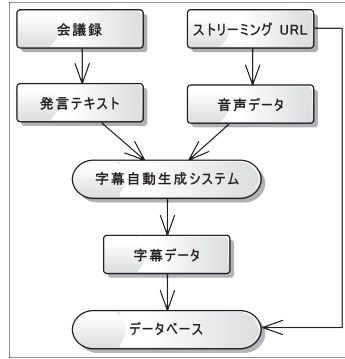 会議録
ストリーミング URL
発言テキスト
音声データ
字幕自動生成システム
字幕データ
データベース